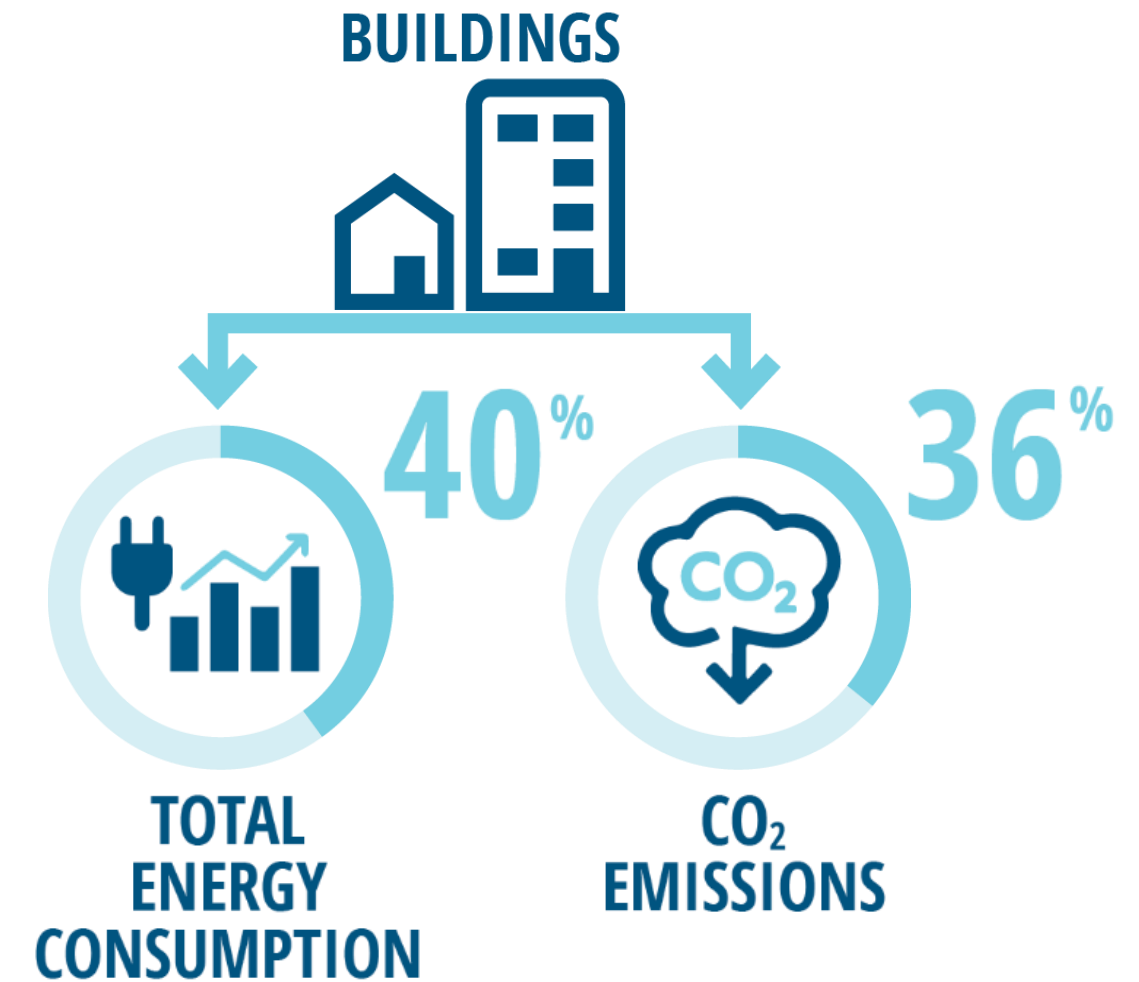 BUILDINGS
40%
36%
CO₂
TOTAL
ENERGY
CONSUMPTION
CO₂
EMISSIONS